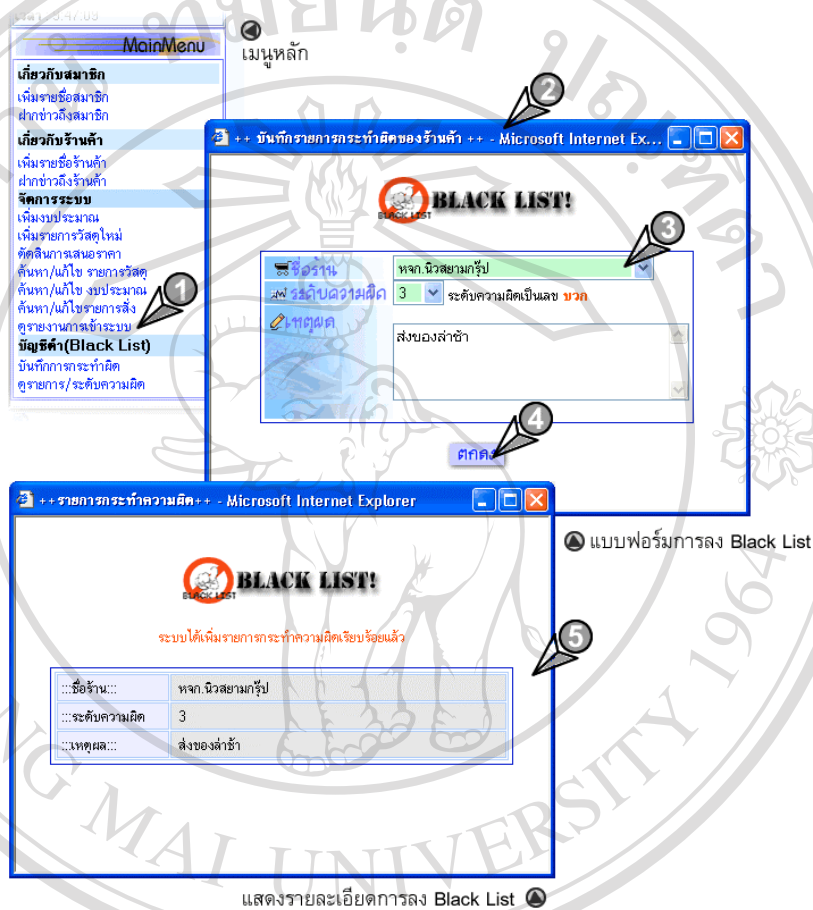 เวลา : 5:47:09
MainMenu
เกี่ยวกับสมาชิก
เพิ่มรายชื่อสมาชิก
ฝากข่าวถึงสมาชิก
เกี่ยวกับร้านค้า
เพิ่มรายชื่อร้านค้า
ฝากข่าวถึงร้านค้า
จัดการระบบ
เพิ่มงบประมาณ
เพิ่มรายการวัสดุใหม่
ตัดสินการเสนอราคา
ค้นหา/แก้ไข รายการวัสดุ
ค้นหา/แก้ไข งบประมาณ
ค้นหา/แก้ไขรายการสั่ง
ดูรายงานการเข้าระบบ
บัญชีดำ(Black List)
บันทึกการกระทำผิด
ดูรายการ/ระดับความผิด
1
เมนูหลัก
2
++ บันทึกรายการกระทำผิดของร้านค้า ++ - Microsoft Internet Ex...
BLACK LIST
BLACK LIST!
3
ชื่อร้าน หจก.นิวสยามกรุ๊ป
ระดับความผิด 3 ระดับความผิดเป็นเลข บวก
เหตุผล
ส่งของล่าช้า
4
ตกลง
แบบฟอร์มการลง Black List
++รายการกระทำความผิด++ - Microsoft Internet Explorer
BLACK LIST
BLACK LIST!
ระบบได้เพิ่มรายการกระทำความผิดเรียบร้อยแล้ว
5
:::ชื่อร้าน::: หจก.นิวสยามกรุ๊ป
:::ระดับความผิด 3
:::เหตุผล::: ส่งของล่าช้า
แสดงรายละเอียดการลง Black List
MAI UNIVERSITY 1964